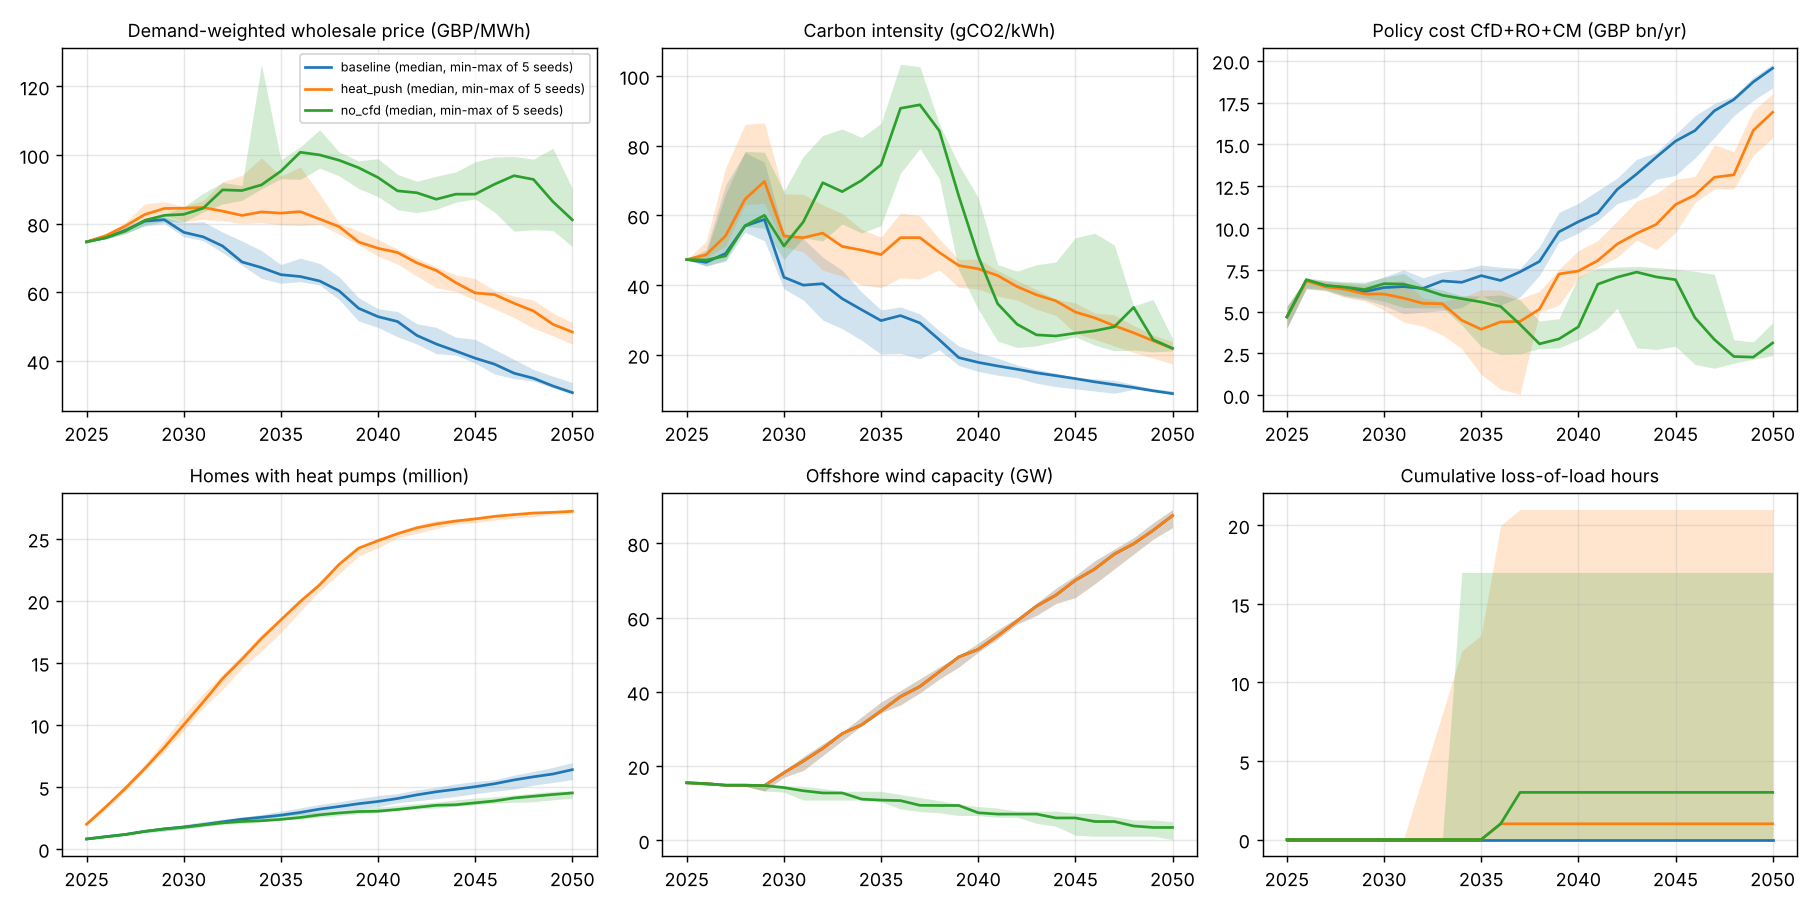 Demand-weighted wholesale price (GBP/MWh)
baseline (median, min-max of 5 seeds)
heat_push (median, min-max of 5 seeds)
no_cfd (median, min-max of 5 seeds)
120
100
80
60
40
2025 2030 2035 2040 2045 2050
Carbon intensity (gCO2/kWh)
100
80
60
40
20
2025 2030 2035 2040 2045 2050
Policy cost CfD+RO+CM (GBP bn/yr)
20.0
17.5
15.0
12.5
10.0
7.5
5.0
2.5
0.0
2025 2030 2035 2040 2045 2050
Homes with heat pumps (million)
25
20
15
10
5
0
2025 2030 2035 2040 2045 2050
Offshore wind capacity (GW)
80
60
40
20
0
2025 2030 2035 2040 2045 2050
Cumulative loss-of-load hours
20
15
10
5
0
2025 2030 2035 2040 2045 2050